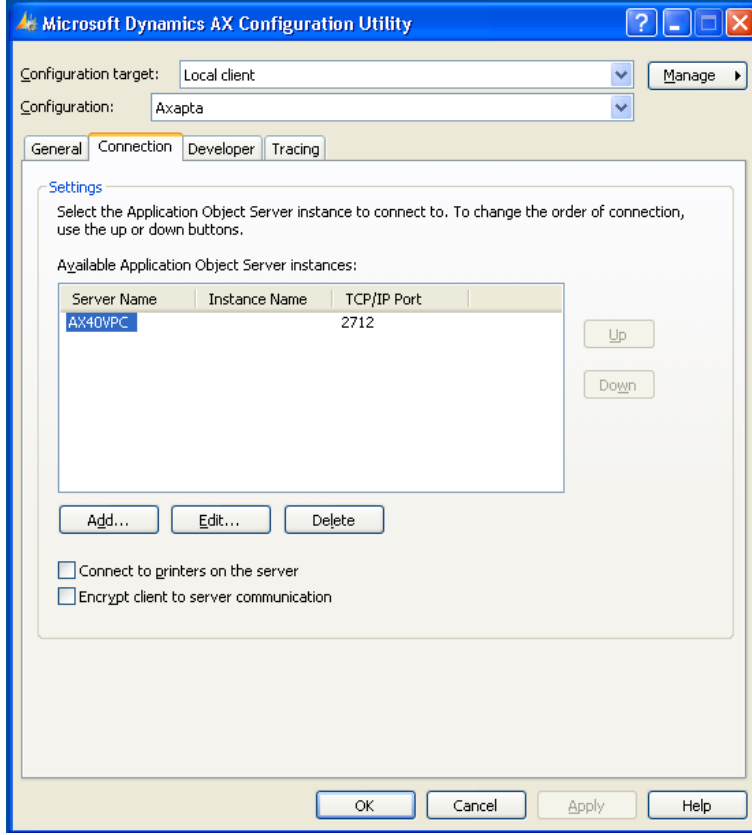 Microsoft Dynamics AX Configuration Utility
Configuration target: Local client Manage
Configuration: Axapta
General Connection Developer Tracing
Settings
Select the Application Object Server instance to connect to. To change the order of connection,
use the up or down buttons.
Available Application Object Server instances:
Server Name Instance Name TCP/IP Port
AX40VPC 2712
Up
Down
Add... Edit... Delete
Connect to printers on the server
Encrypt client to server communication
OK Cancel Apply Help